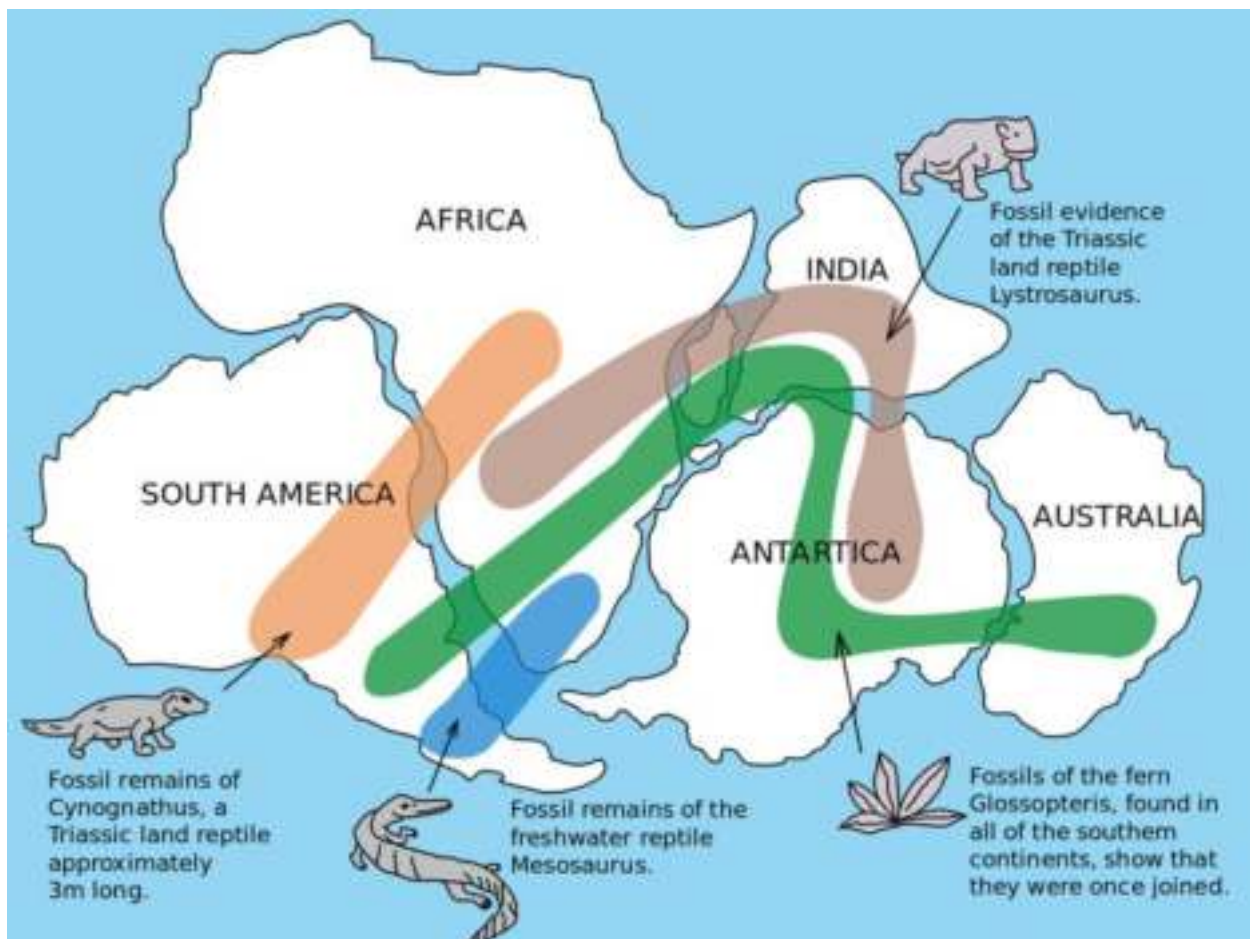 AFRICA
INDIA
Fossil evidence
of the Triassic
land reptile
Lystrosaurus.
SOUTH AMERICA
ANTARTICA
AUSTRALIA
Fossil remains of
Cynognathus, a
Triassic land reptile
approximately
3m long.
Fossil remains of the
freshwater reptile
Mesosaurus.
Fossils of the fern
Glossopteris, found in
all of the southern
continents, show that
they were once joined.